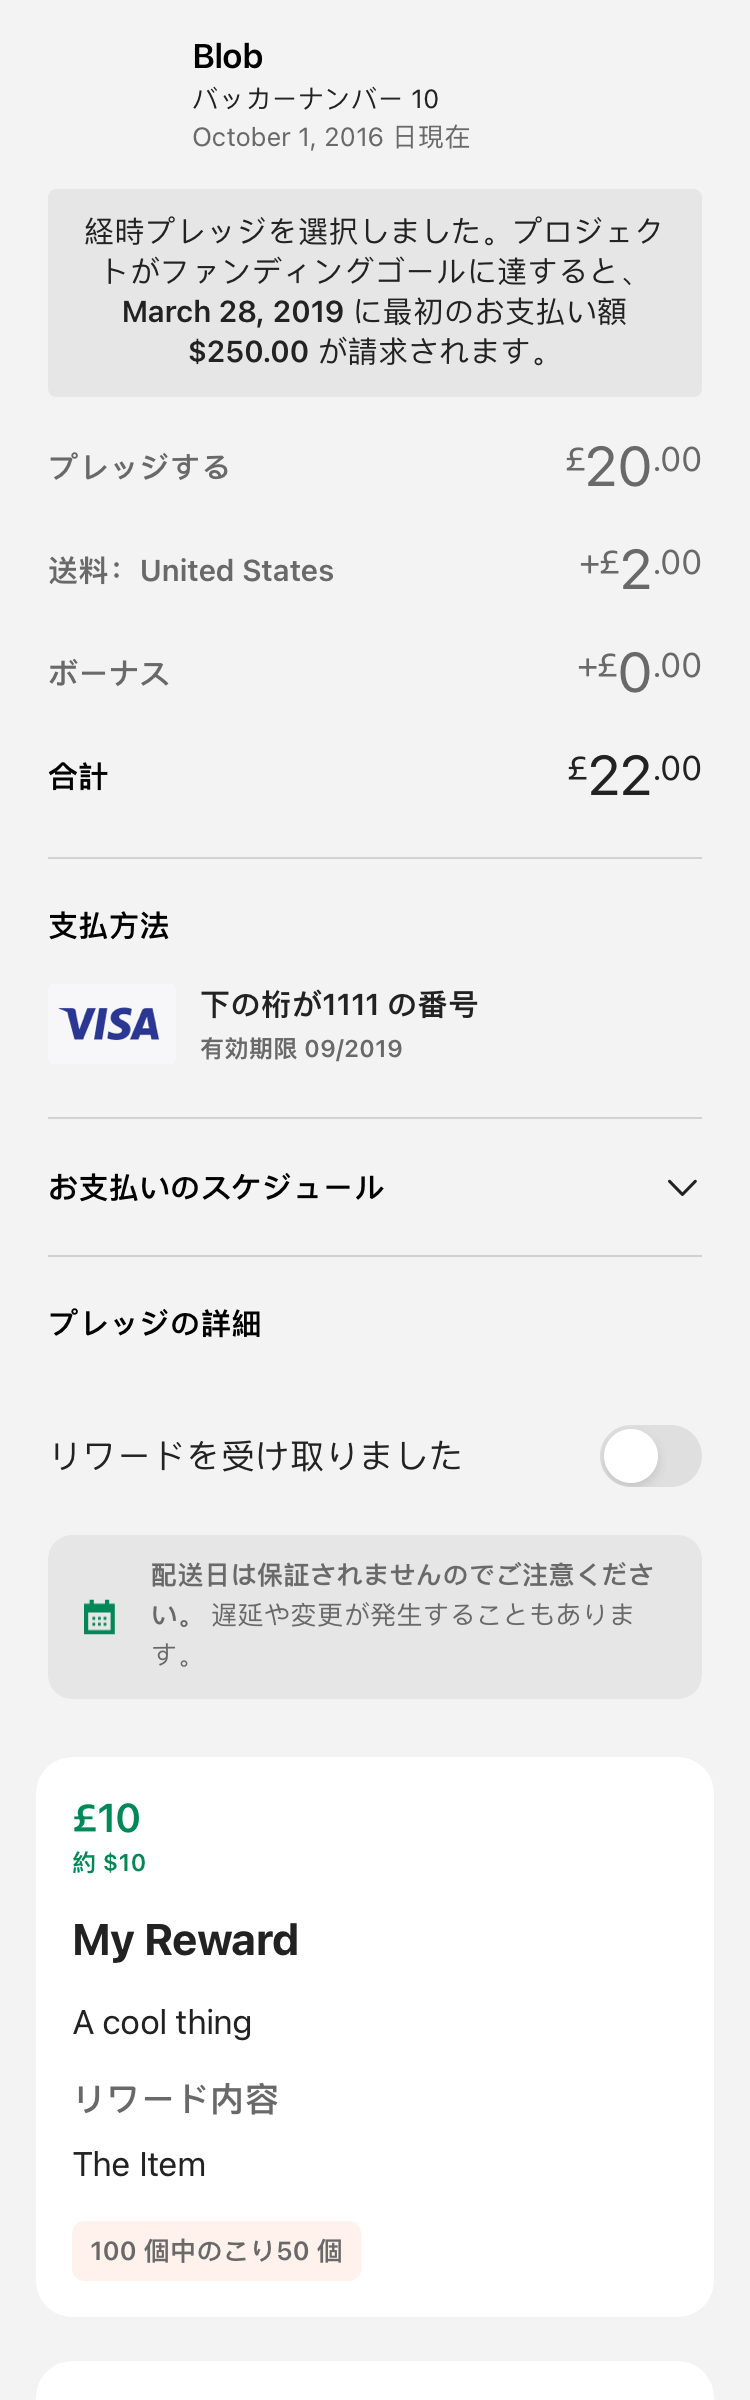 Blob
バッカーナンバー 10
October 1, 2016 日現在
経時プレッジを選択しました。プロジェク
トがファンディングゴールに達すると、
March 28, 2019 に最初のお支払い額
$250.00 が請求されます。
プレッジする £20.00
送料： United States +£2.00
ボーナス +£0.00
合計 £22.00
支払方法
VISA
下の桁が1111 の番号
有効期限 09/2019
お支払いのスケジュール
プレッジの詳細
リワードを受け取りました
配送日は保証されませんのでご注意くださ
い。 遅延や変更が発生することもありま
す。
£10
約 $10
My Reward
A cool thing
リワード内容
The Item
100 個中のこり50 個